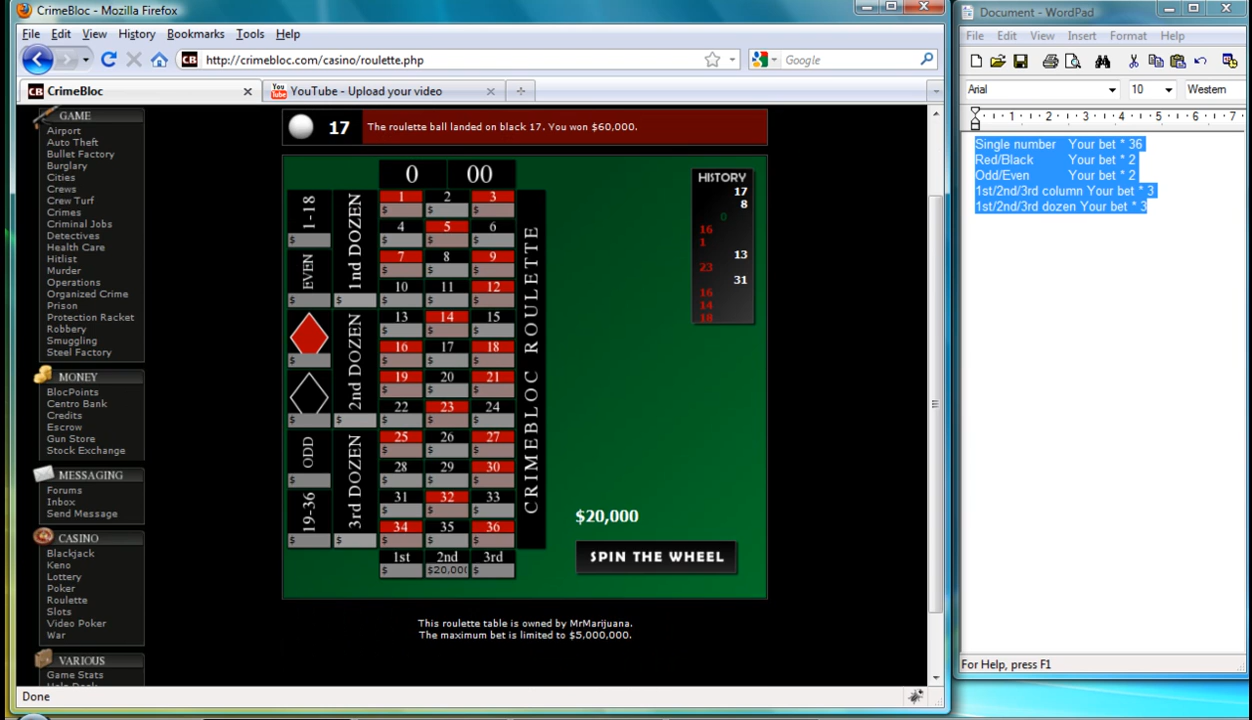 CrimeBloc - Mozilla Firefox
File Edit View History Bookmarks Tools Help
http://crimebloc.com/casino/roulette.php
Google
CrimeBloc
YouTube - Upload your video
GAME
Airport
Auto Theft
Bullet Factory
Burglary
Cities
Crews
Crew Turf
Crimes
Criminal Jobs
Detectives
Health Care
Hitlist
Murder
Operations
Organized Crime
Prison
Protection Racket
Robbery
Smuggling
Steel Factory
MONEY
BlocPoints
Centro Bank
Credits
Escrow
Gun Store
Stock Exchange
MESSAGING
Forums
Inbox
Send Message
CASINO
Blackjack
Keno
Lottery
Poker
Roulette
Slots
Video Poker
War
VARIOUS
Game Stats
Help Desk
17 The roulette ball landed on black 17. You won $60,000.
0 00
1 2 3
$ $ $
4 5 6
$ $ $
7 8 9
$ $ $
10 11 12
$ $ $
13 14 15
$ $ $
16 17 18
$ $ $
19 20 21
$ $ $
22 23 24
$ $ $
25 26 27
$ $ $
28 29 30
$ $ $
31 32 33
$ $ $
34 35 36
$ $ $
1st 2nd 3rd
$ $20,000 $
1-18
$
EVEN
$
$
$
ODD
$
19-36
$
1nd DOZEN
$
2nd DOZEN
$
3rd DOZEN
$
CRIMEBLOC ROULETTE
HISTORY
17
8
0
16
1
13
23
31
16
14
18
$20,000
SPIN THE WHEEL
This roulette table is owned by MrMarijuana.
The maximum bet is limited to $5,000,000.
Done
Document - WordPad
File Edit View Insert Format Help
Arial 10 Western
1 2 3 4 5 6 7
Single number Your bet * 36
Red/Black Your bet * 2
Odd/Even Your bet * 2
1st/2nd/3rd column Your bet * 3
1st/2nd/3rd dozen Your bet * 3
For Help, press F1